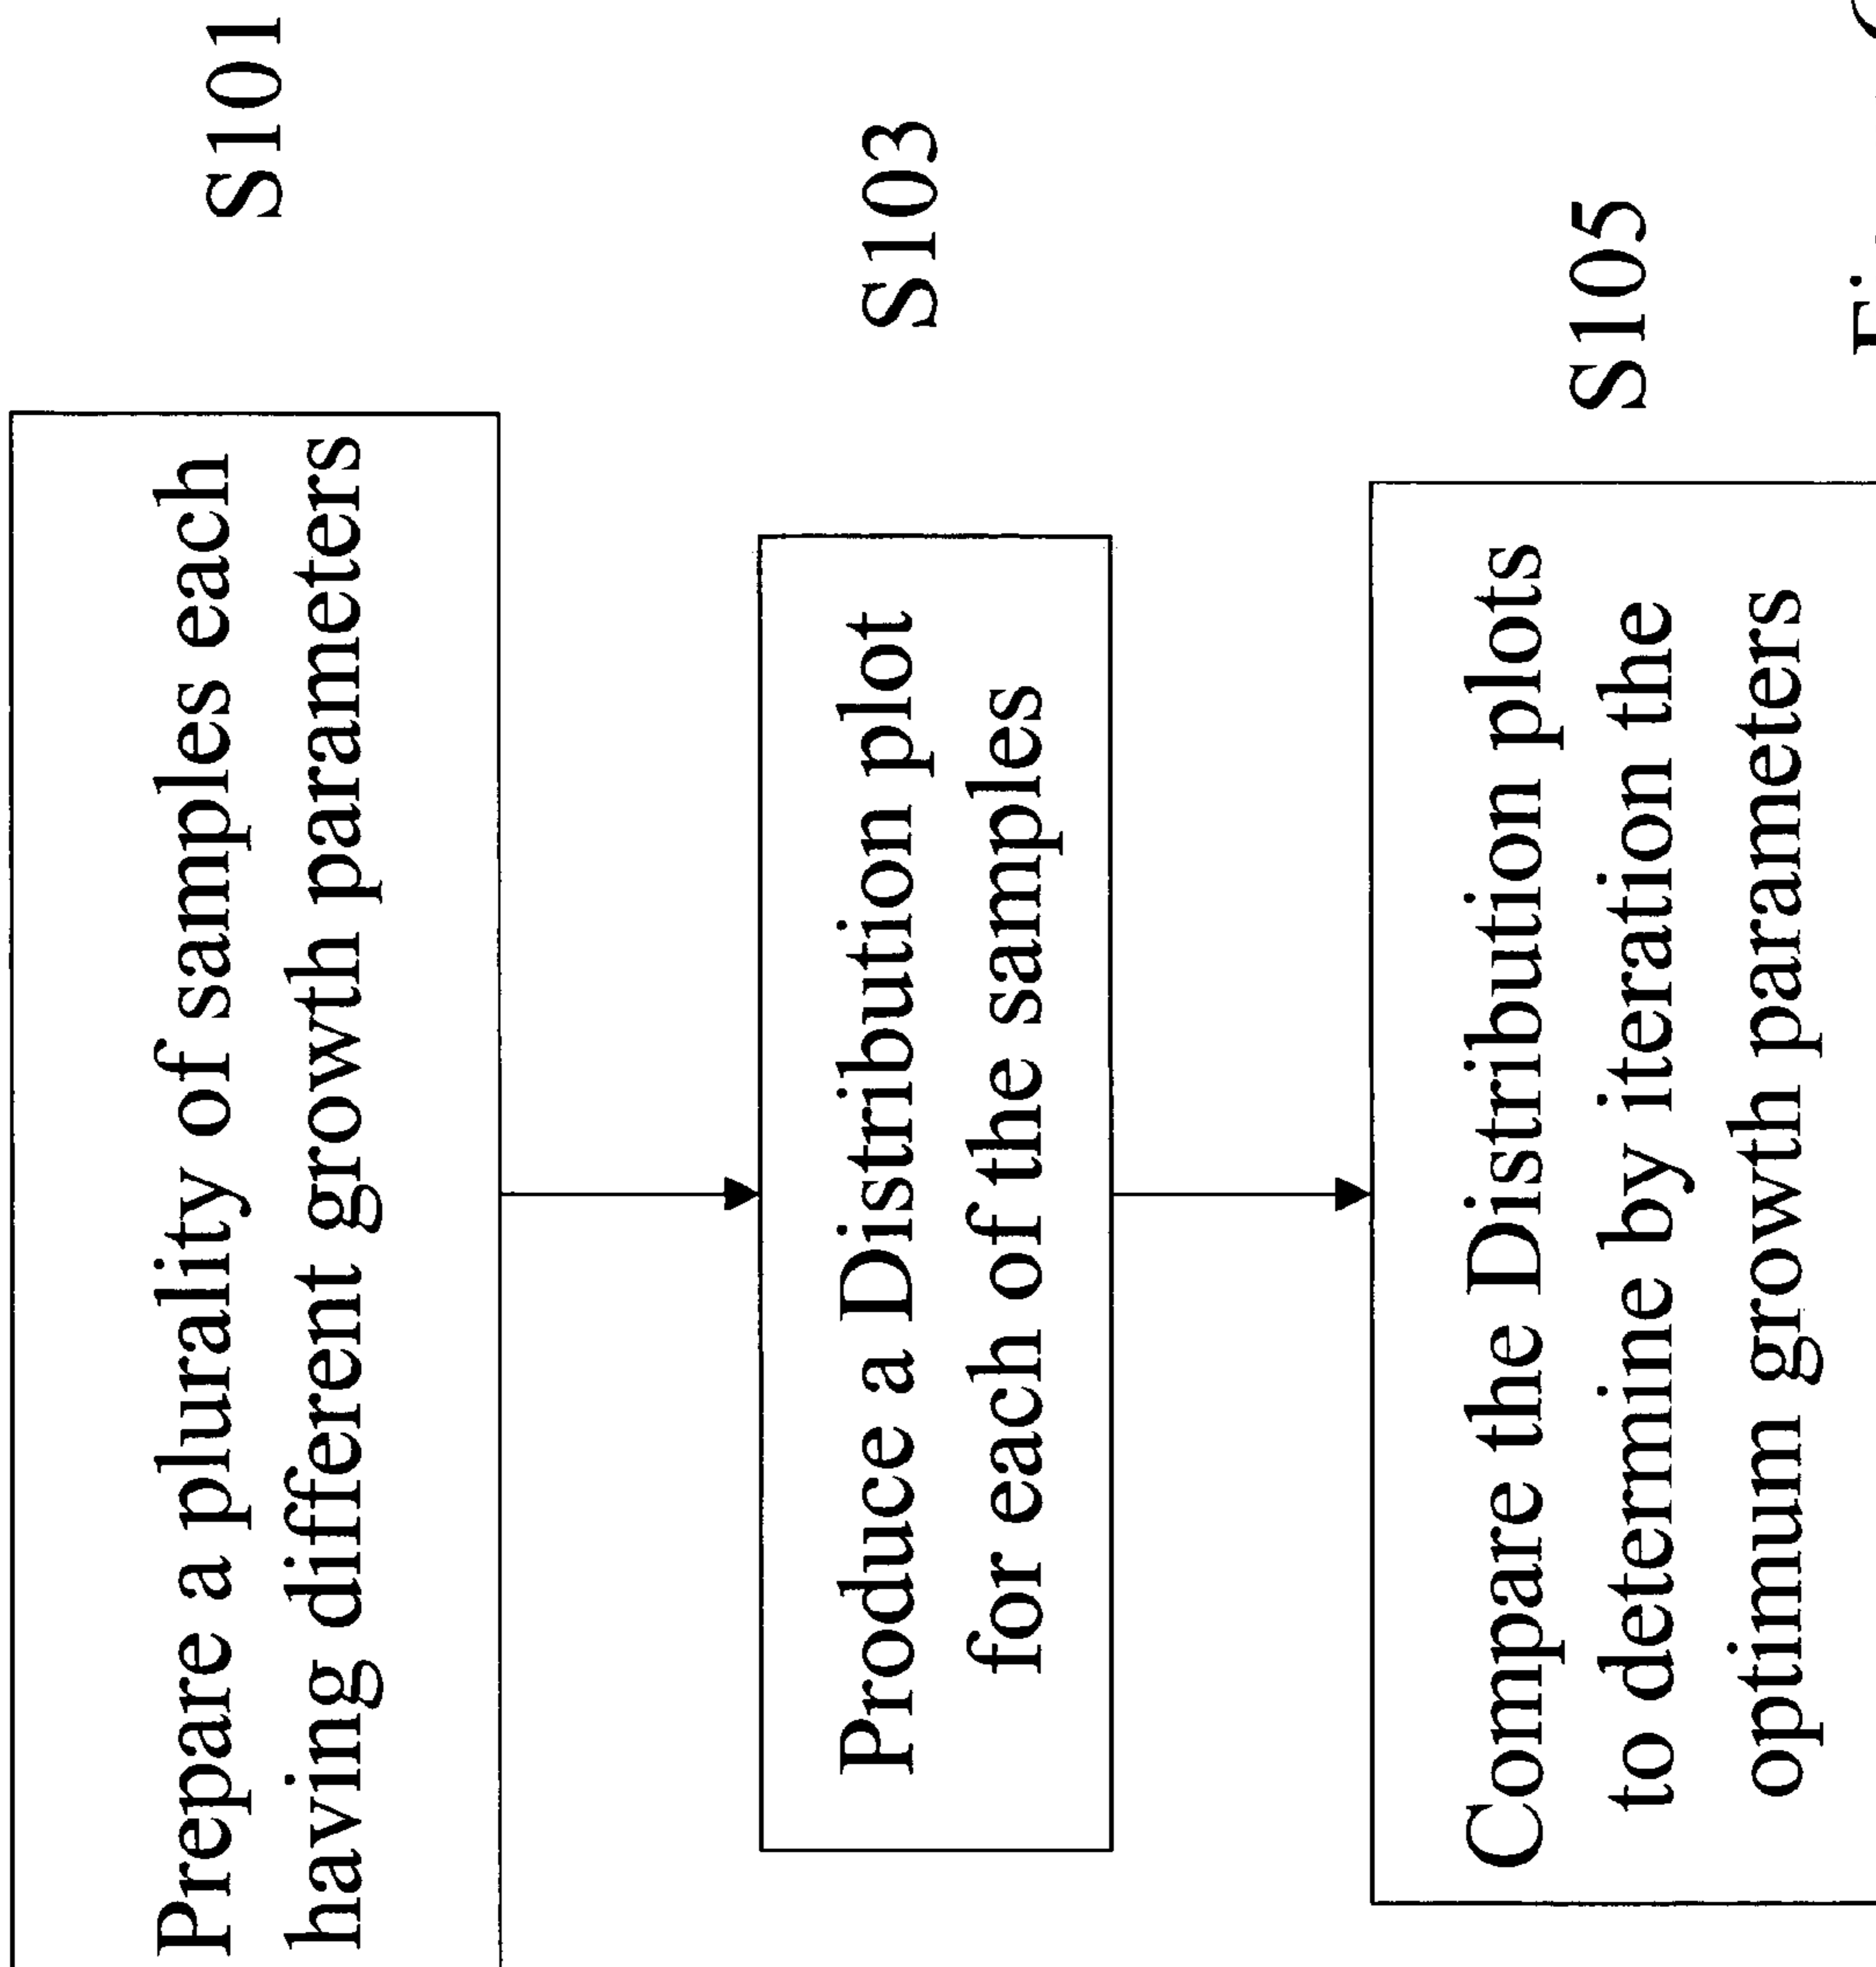 Prepare a plurality of samples each
having different growth parameters
S101
Produce a Distribution plot
for each of the samples
S103
Compare the Distribution plots
to determine by iteration the
optimum growth parameters
S105